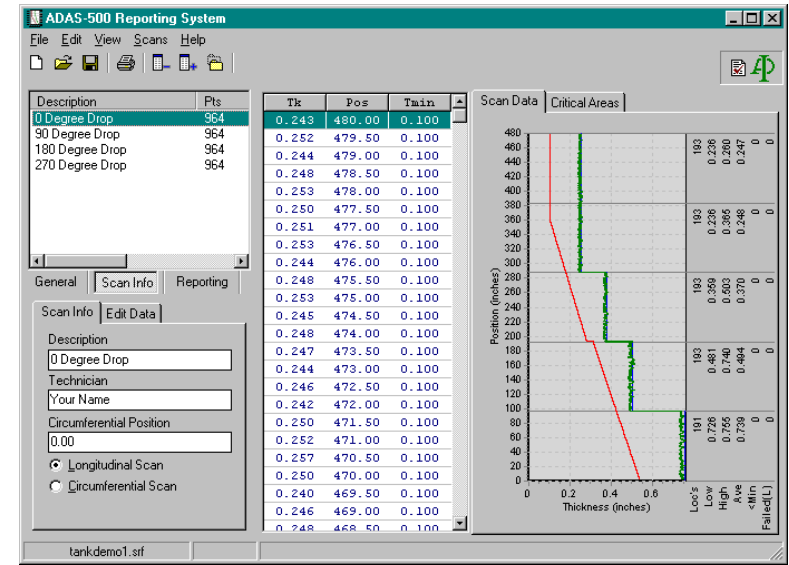 ADAS-500 Reporting System
File Edit View Scans Help
Description Pts
0 Degree Drop 964
90 Degree Drop 964
180 Degree Drop 964
270 Degree Drop 964
General Scan Info Reporting
Scan Info Edit Data
Description
0 Degree Drop
Technician
Your Name
Circumferential Position
0.00
Longitudinal Scan
Circumferential Scan
Tk Pos Tmin
0.243 480.00 0.100
0.252 479.50 0.100
0.244 479.00 0.100
0.248 478.50 0.100
0.253 478.00 0.100
0.250 477.50 0.100
0.251 477.00 0.100
0.253 476.50 0.100
0.244 476.00 0.100
0.248 475.50 0.100
0.253 475.00 0.100
0.245 474.50 0.100
0.248 474.00 0.100
0.247 473.50 0.100
0.244 473.00 0.100
0.246 472.50 0.100
0.242 472.00 0.100
0.250 471.50 0.100
0.252 471.00 0.100
0.257 470.50 0.100
0.250 470.00 0.100
0.240 469.50 0.100
0.246 469.00 0.100
0.248 468.50 0.100
Scan Data Critical Areas
Position (inches)
480
460
440
420
400
380
360
340
320
300
280
260
240
220
200
180
160
140
120
100
80
60
40
20
0
0 0.2 0.4 0.6
Thickness (inches)
193 0.236 0.260 0.247 0 0
193 0.236 0.365 0.248 0 0
193 0.359 0.503 0.370 0 0
193 0.481 0.740 0.494 0 0
191 0.726 0.755 0.739 0 0
Loc's Low High Ave <Min Failed(L)
tankdemo1.srf